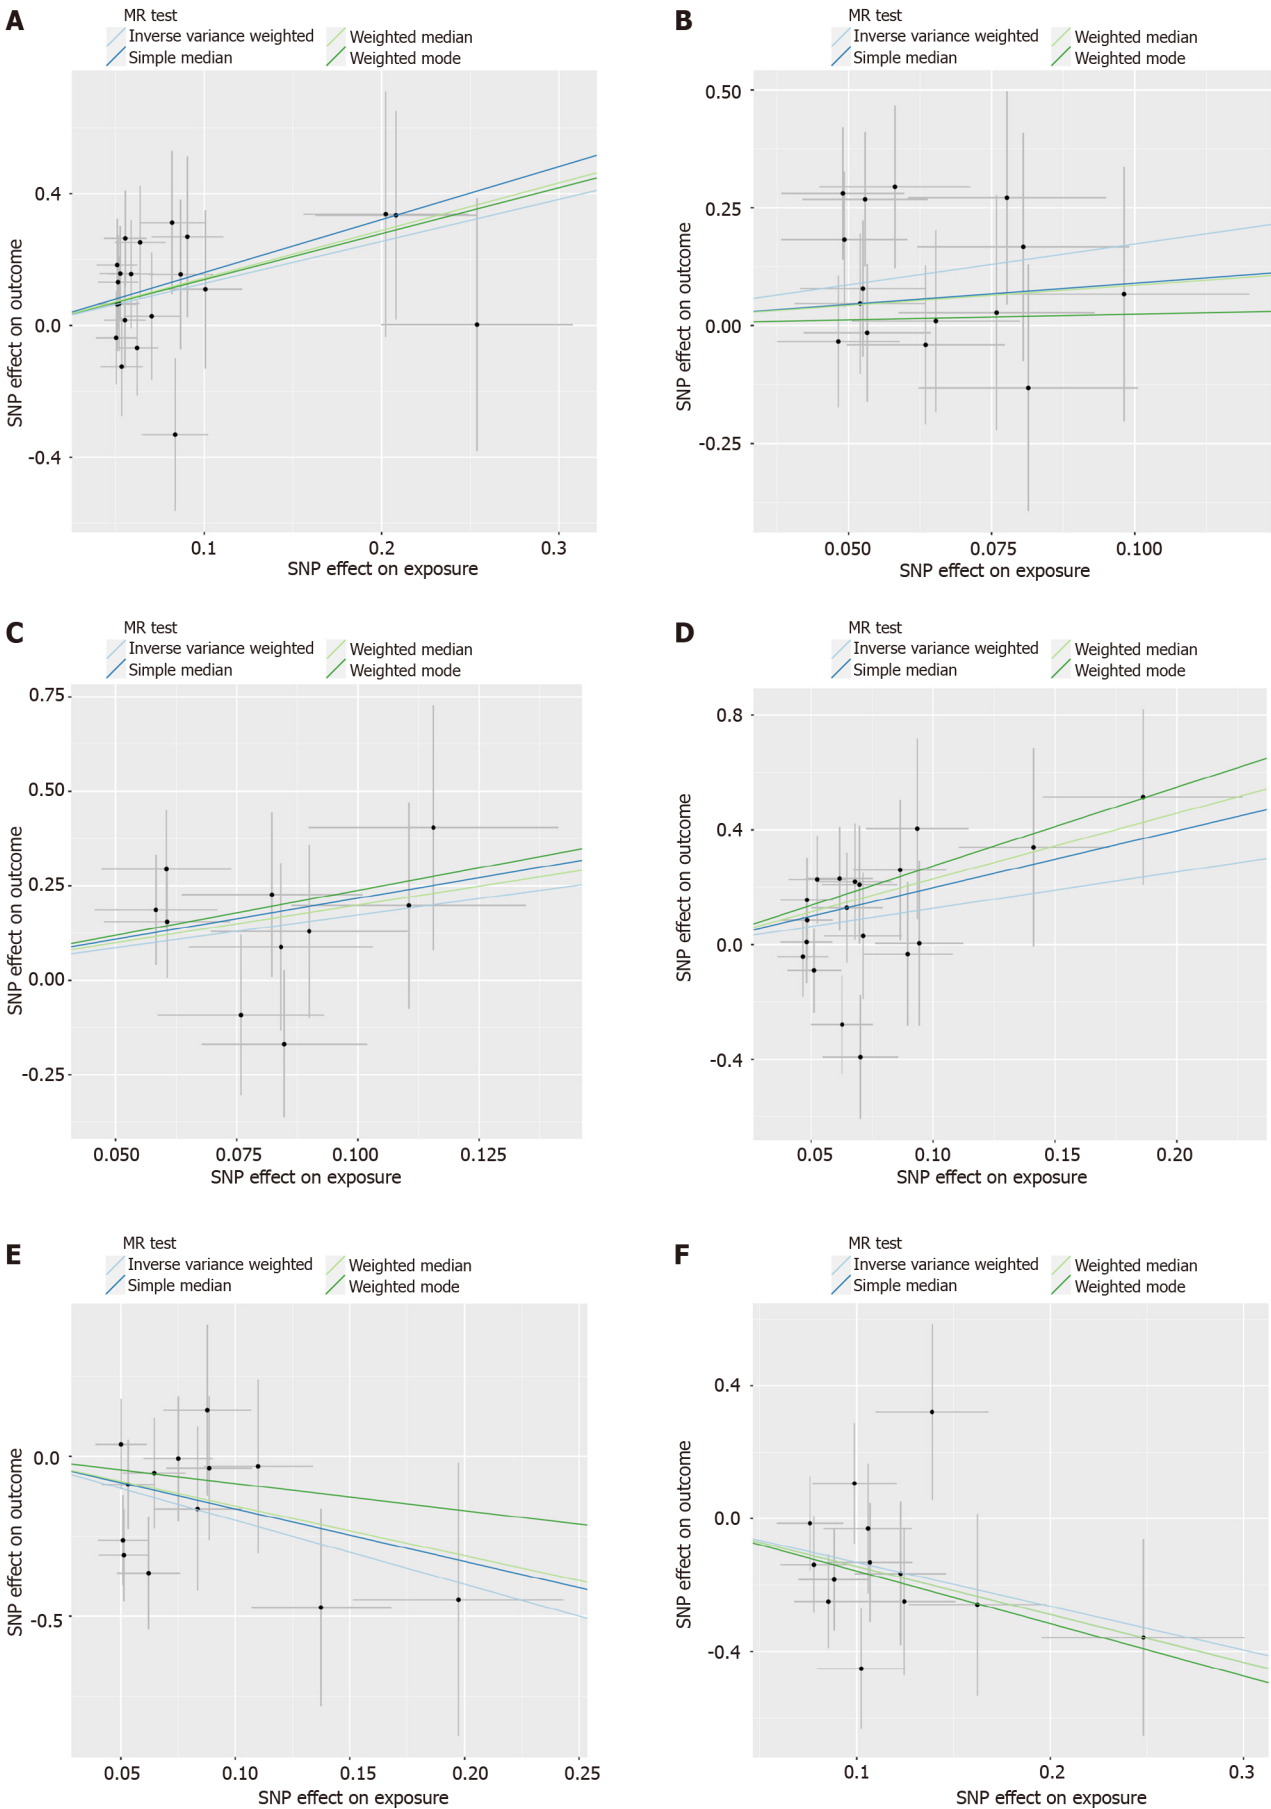 A
MR test
Inverse variance weighted
Weighted median
Simple median
Weighted mode
SNP effect on outcome
0.4
0.0
-0.4
0.1
0.2
0.3
SNP effect on exposure
B
MR test
Inverse variance weighted
Weighted median
Simple median
Weighted mode
SNP effect on outcome
0.50
0.25
0.00
-0.25
0.050
0.075
0.100
SNP effect on exposure
C
MR test
Inverse variance weighted
Weighted median
Simple median
Weighted mode
SNP effect on outcome
0.75
0.50
0.25
0.00
-0.25
0.050
0.075
0.100
0.125
SNP effect on exposure
D
MR test
Inverse variance weighted
Weighted median
Simple median
Weighted mode
SNP effect on outcome
0.8
0.4
0.0
-0.4
0.05
0.10
0.15
0.20
SNP effect on exposure
E
MR test
Inverse variance weighted
Weighted median
Simple median
Weighted mode
SNP effect on outcome
0.0
-0.5
0.05
0.10
0.15
0.20
0.25
SNP effect on exposure
F
MR test
Inverse variance weighted
Weighted median
Simple median
Weighted mode
SNP effect on outcome
0.4
0.0
-0.4
0.1
0.2
0.3
SNP effect on exposure